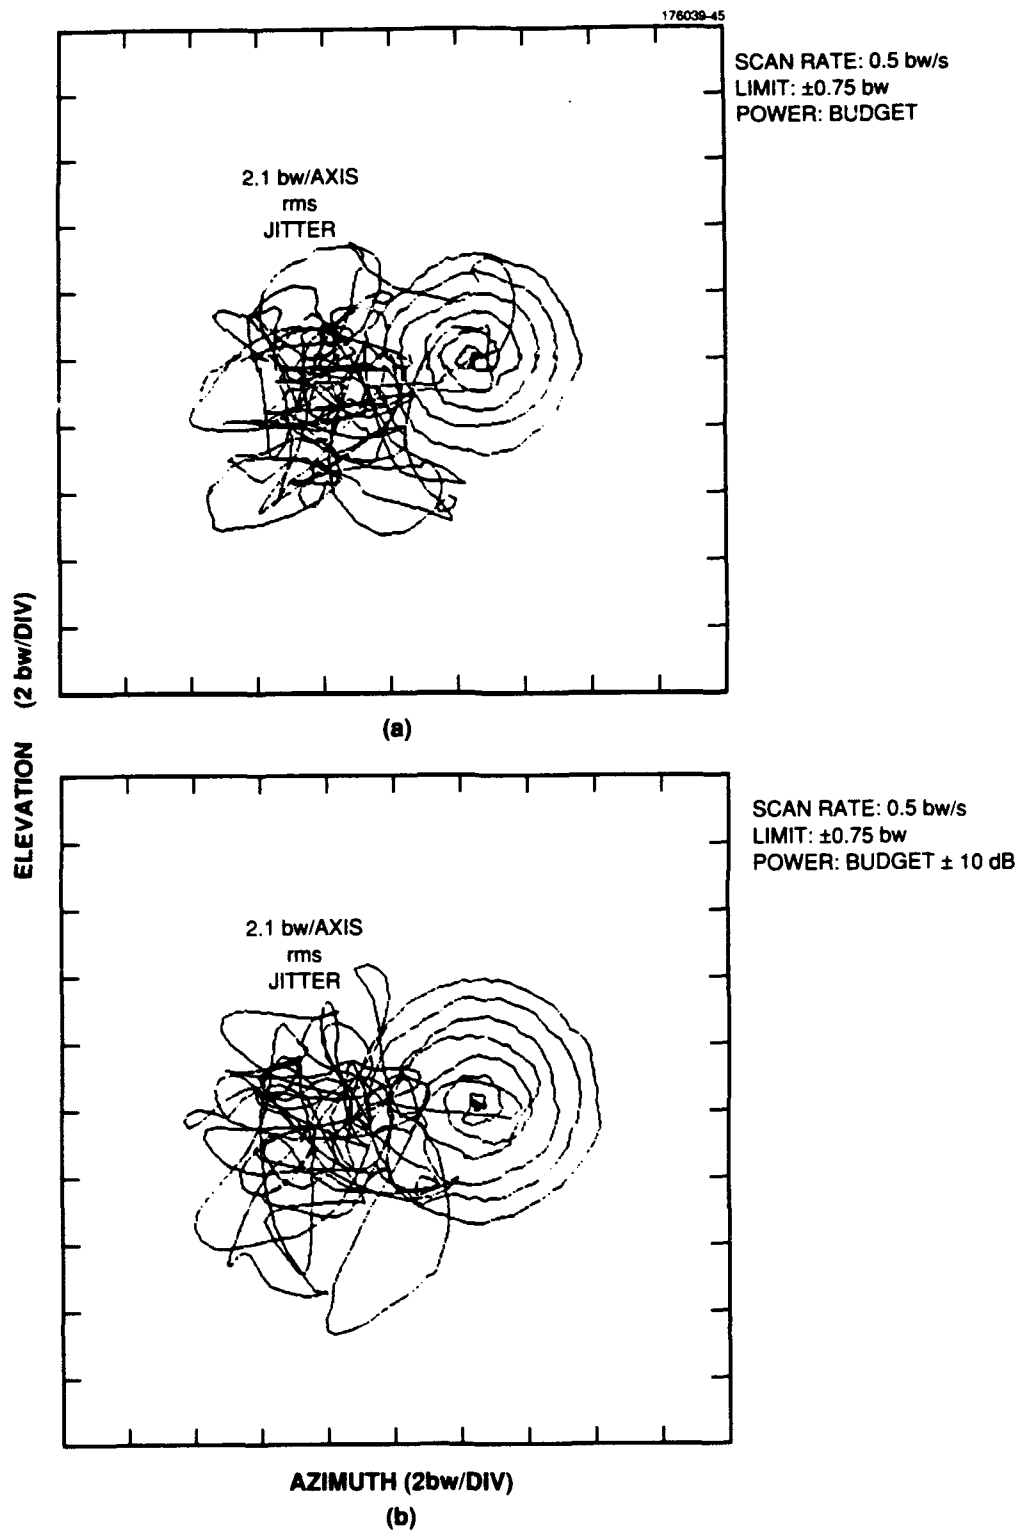 176039-45
SCAN RATE: 0.5 bw/s
LIMIT: ±0.75 bw
POWER: BUDGET
2.1 bw/AXIS
rms
JITTER
(a)
ELEVATION (2 bw/DIV)
SCAN RATE: 0.5 bw/s
LIMIT: ±0.75 bw
POWER: BUDGET ± 10 dB
2.1 bw/AXIS
rms
JITTER
AZIMUTH (2bw/DIV)
(b)